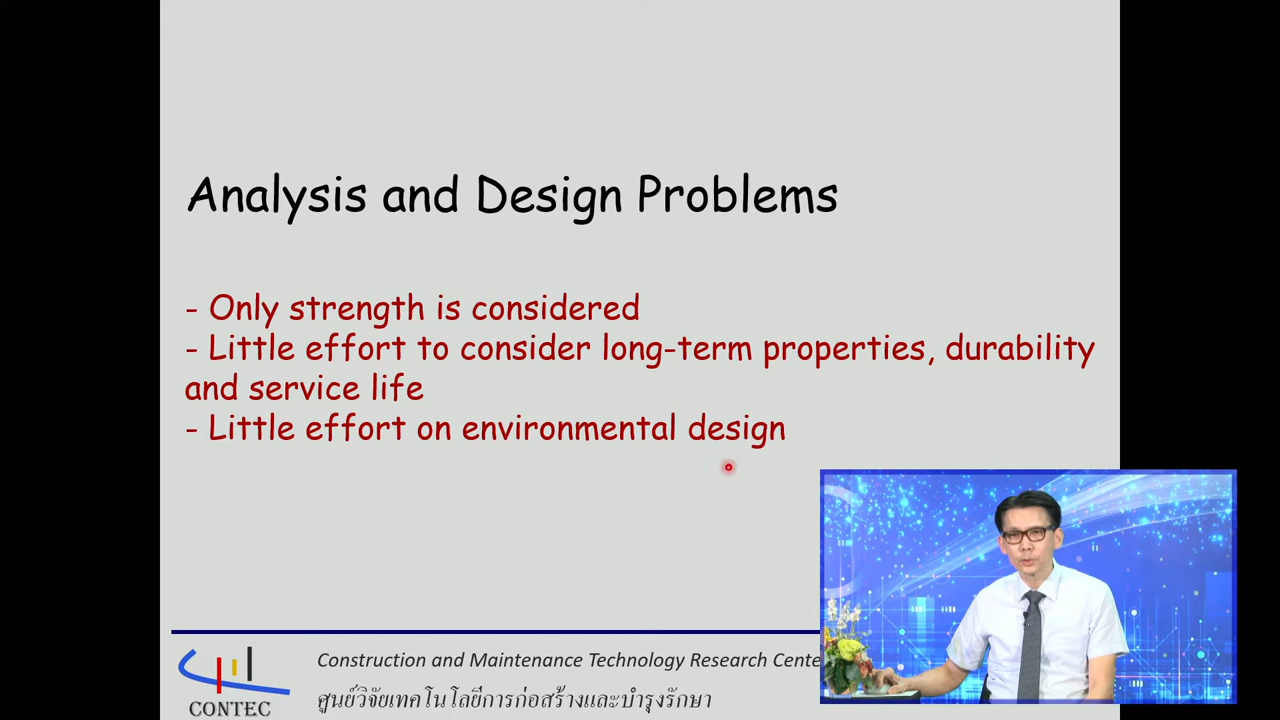 Analysis and Design Problems
- Only strength is considered
- Little effort to consider long-term properties, durability
and service life
- Little effort on environmental design
Construction and Maintenance Technology Research Cente
ศูนย์วิจัยเทคโนโลยีการก่อสร้างและบำรุงรักษา
CONTEC